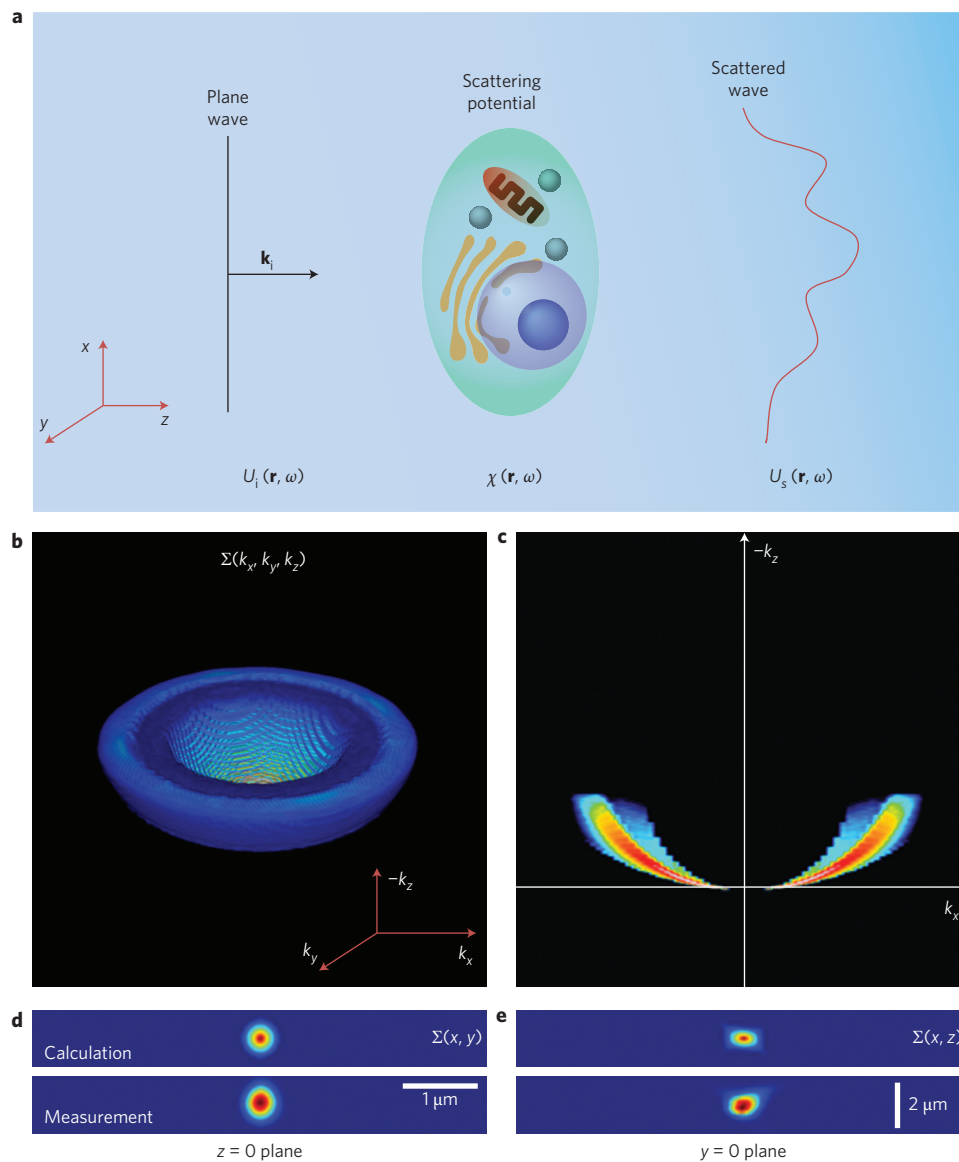 a
Plane
wave
Scattering
potential
Scattered
wave
k_i
x
y
z
U_i (r, ω)
χ (r, ω)
U_s (r, ω)
b
Σ(k_x, k_y, k_z)
−k_z
k_y
k_x
c
−k_z
k_x
d
Σ(x, y)
Calculation
Measurement
1 µm
z = 0 plane
e
Σ(x, z)
2 µm
y = 0 plane